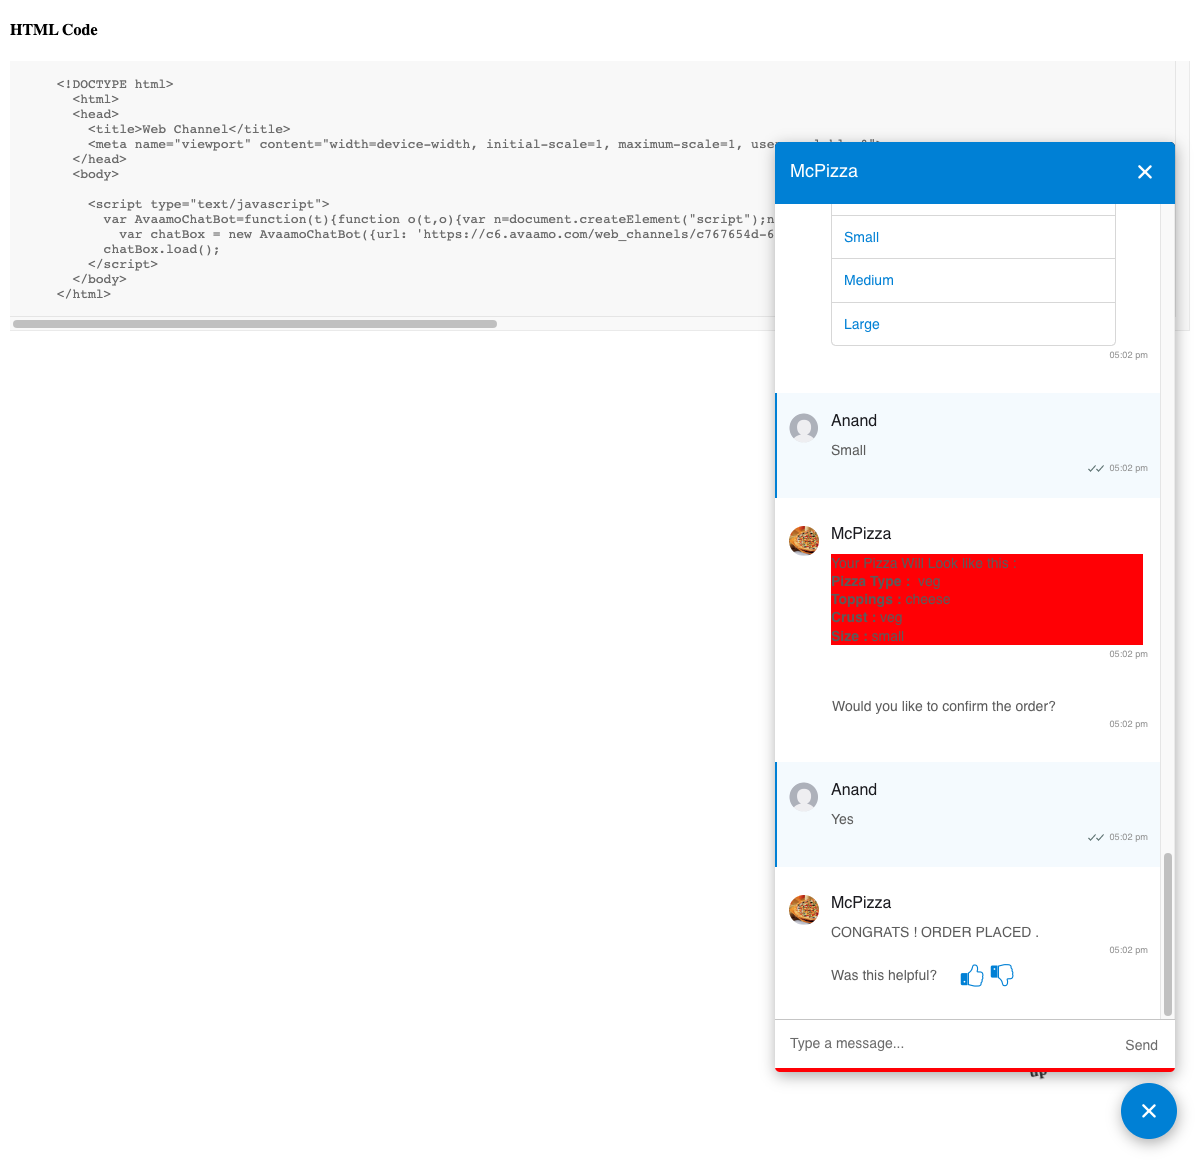 HTML Code
<!DOCTYPE html>
<html>
<head>
<title>Web Channel</title>
<meta name="viewport" content="width=device-width, initial-scale=1, maximum-scale=1,
</head>
<body>
<script type="text/javascript">
var AvaamoChatBot=function(t){function o(t,o){var n=document.createElement("script");n
var chatBox = new AvaamoChatBot({url: 'https://c6.avaamo.com/web_channels/c767654d-6
chatBox.load();
</script>
</body>
</html>
McPizza
Small
Medium
Large
05:02 pm
Anand
Small
05:02 pm
McPizza
Your Pizza Will Look like this :
Pizza Type : veg
Toppings : cheese
Crust : veg
Size : small
05:02 pm
Would you like to confirm the order?
05:02 pm
Anand
Yes
05:02 pm
McPizza
CONGRATS ! ORDER PLACED .
05:02 pm
Was this helpful?
Type a message...
Send
up